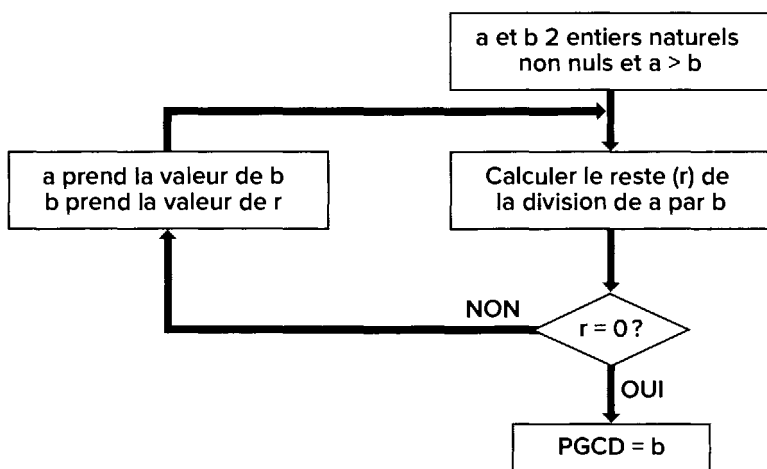 a et b 2 entiers naturels
non nuls et a > b
a prend la valeur de b
b prend la valeur de r
Calculer le reste (r) de
la division de a par b
NON
r = 0 ?
OUI
PGCD = b